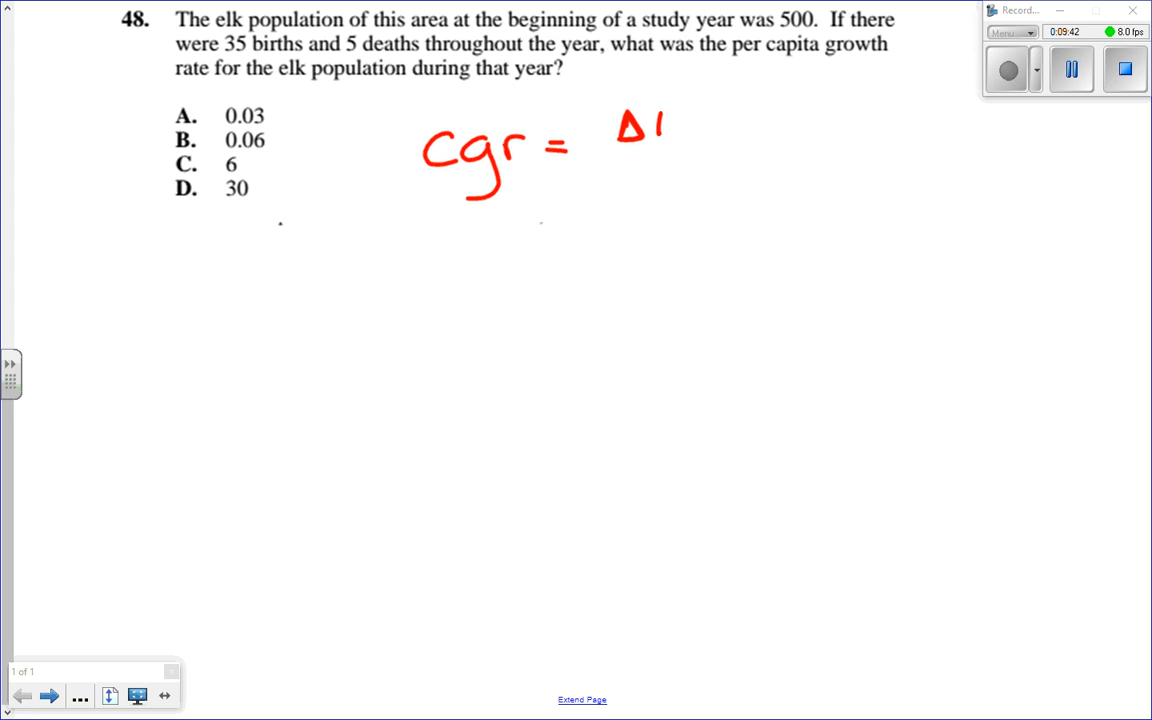 48. The elk population of this area at the beginning of a study year was 500. If there
were 35 births and 5 deaths throughout the year, what was the per capita growth
rate for the elk population during that year?
A. 0.03
B. 0.06
C. 6
D. 30
cgr = Δ
Record...
Menu
0:09:42
8.0 fps
1 of 1
...
Extend Page